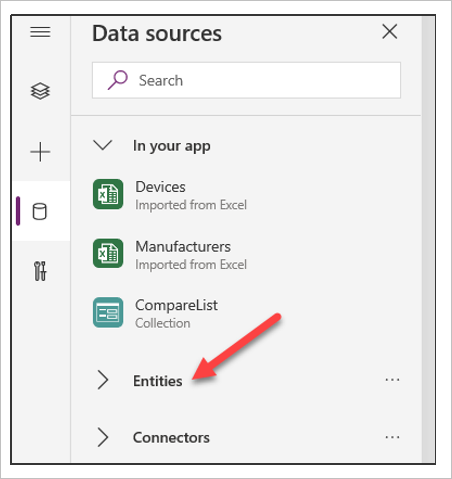 Data sources
Search
In your app
Devices
Imported from Excel
Manufacturers
Imported from Excel
CompareList
Collection
Entities
Connectors